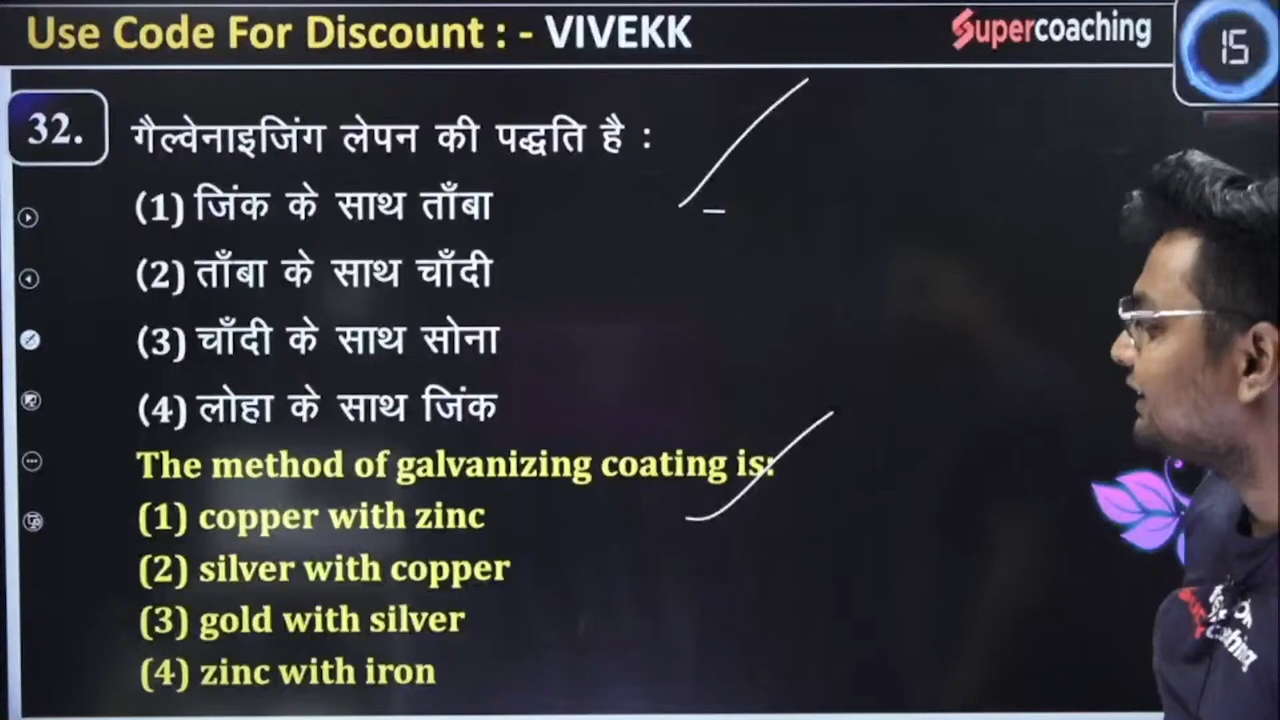 Use Code For Discount : - VIVEKK
Supercoaching
15
32. गैल्वेनाइजिंग लेपन की पद्धति है :
(1) जिंक के साथ ताँबा
(2) ताँबा के साथ चाँदी
(3) चाँदी के साथ सोना
(4) लोहा के साथ जिंक
The method of galvanizing coating is:
(1) copper with zinc
(2) silver with copper
(3) gold with silver
(4) zinc with iron